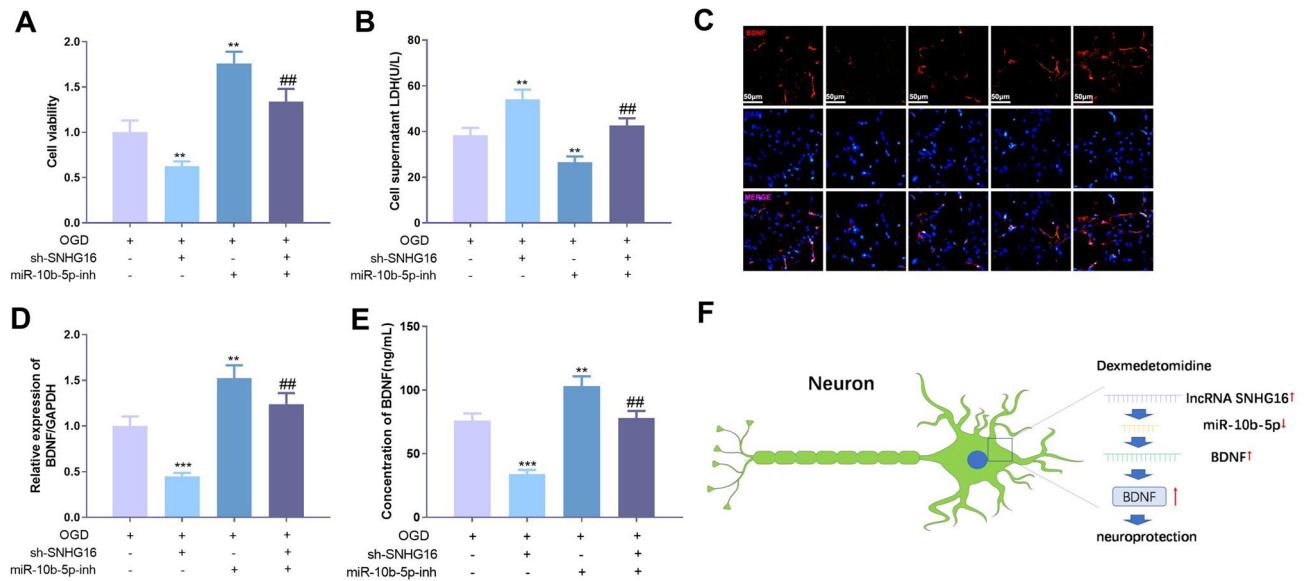 A
2.0
1.5
1.0
0.5
0.0
Cell viability
**
**
##
OGD + + + +
sh-SNHG16 - + - +
miR-10b-5p-inh - - + +
B
80
60
40
20
0
Cell supernatant LDH(U/L)
**
**
##
OGD + + + +
sh-SNHG16 - + - +
miR-10b-5p-inh - - + +
C
BDNF
50μm 50μm 50μm 50μm 50μm
MERGE
D
2.0
1.5
1.0
0.5
0.0
Relative expression of
BDNF/GAPDH
***
**
##
OGD + + + +
sh-SNHG16 - + - +
miR-10b-5p-inh - - + +
E
150
100
50
0
Concentration of BDNF(ng/mL)
***
**
##
OGD + + + +
sh-SNHG16 - + - +
miR-10b-5p-inh - - + +
F
Neuron
Dexmedetomidine
lncRNA SNHG16↑
miR-10b-5p↓
BDNF↑
BDNF ↑
neuroprotection